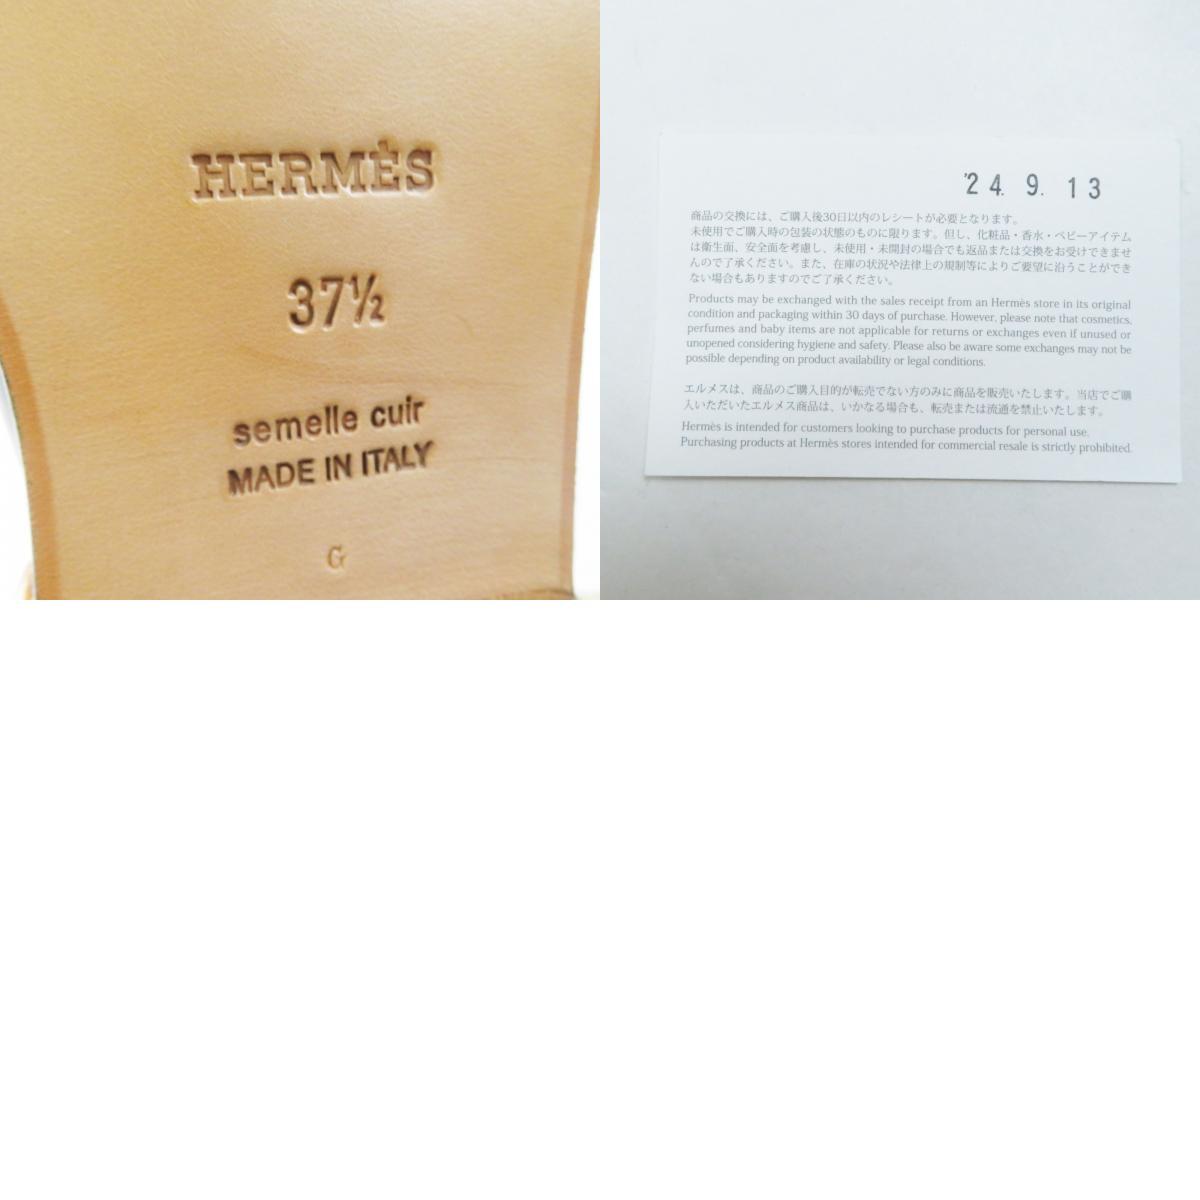 HERMÈS
37½
semelle cuir
MADE IN ITALY
G
'24. 9. 13
商品の交換には、ご購入後30日以内のレシートが必要となります。
未使用でご購入時の包装の状態のものに限ります。但し、化粧品・香水・ベビーアイテム
は衛生面、安全面を考慮し、未使用・未開封の場合でも返品または交換をお受けできませ
んので了承ください。また、在庫の状況や法律上の規制等によりご要望に沿うことができ
ない場合もありますのでご了承ください。
Products may be exchanged with the sales receipt from an Hermès store in its original
condition and packaging within 30 days of purchase. However, please note that cosmetics,
perfumes and baby items are not applicable for returns or exchanges even if unused or
unopened considering hygiene and safety. Please also be aware some exchanges may not be
possible depending on product availability or legal conditions.
エルメスは、商品のご購入目的が転売でない方のみに商品を販売いたします。当店でご購
入いただいたエルメス商品は、いかなる場合も、転売または流通を禁止いたします。
Hermès is intended for customers looking to purchase products for personal use.
Purchasing products at Hermès stores intended for commercial resale is strictly prohibited.